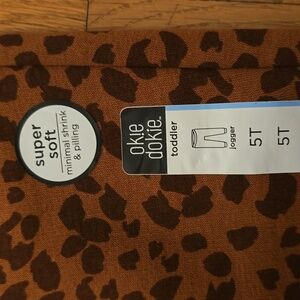 super
soft
minimal shrink
& pilling
okie
dokie.
toddler
jogger
5T
5T